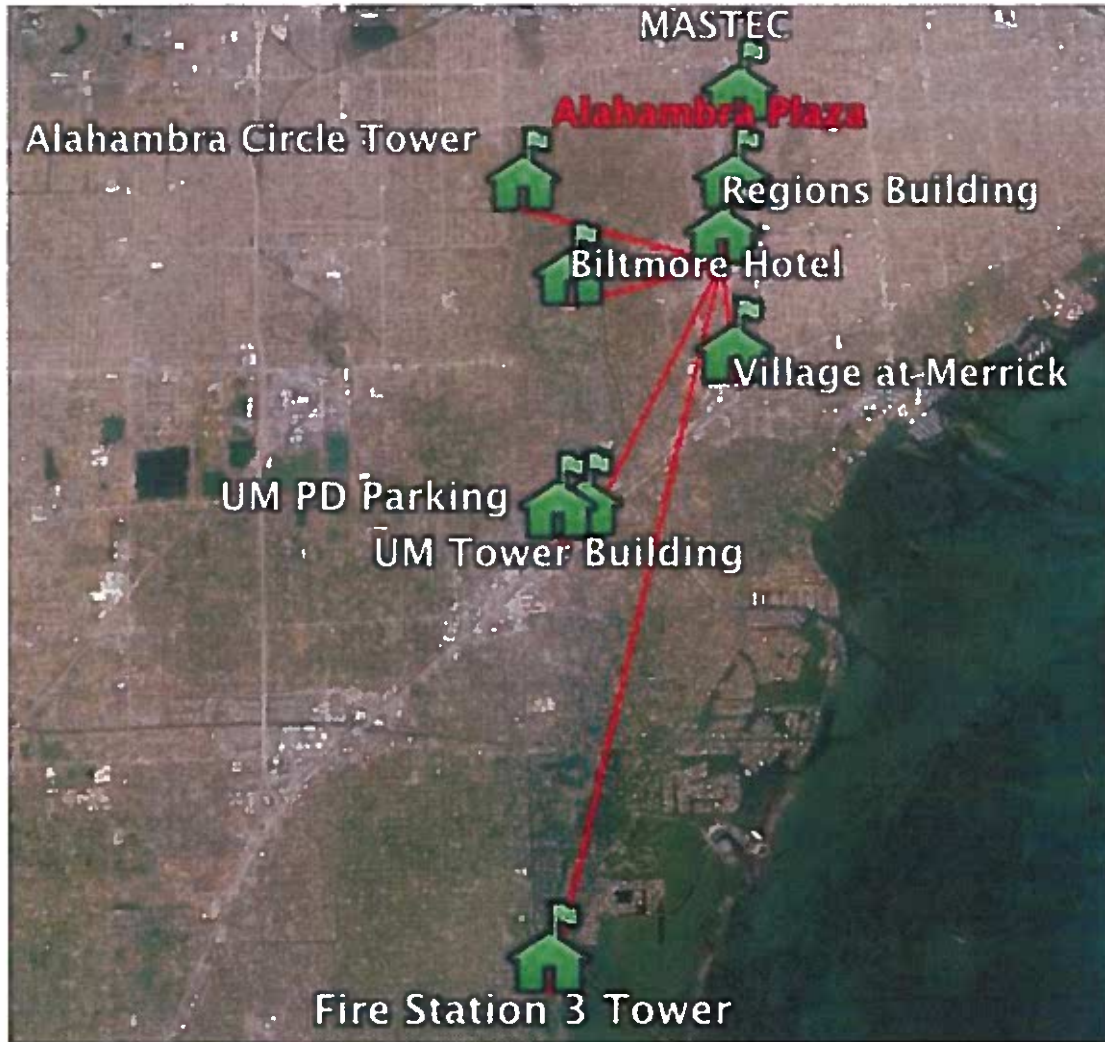 MASTEC
Alahambra Plaza
Alahambra Circle Tower
Regions Building
Biltmore Hotel
Village at Merrick
UM PD Parking
UM Tower Building
Fire Station 3 Tower